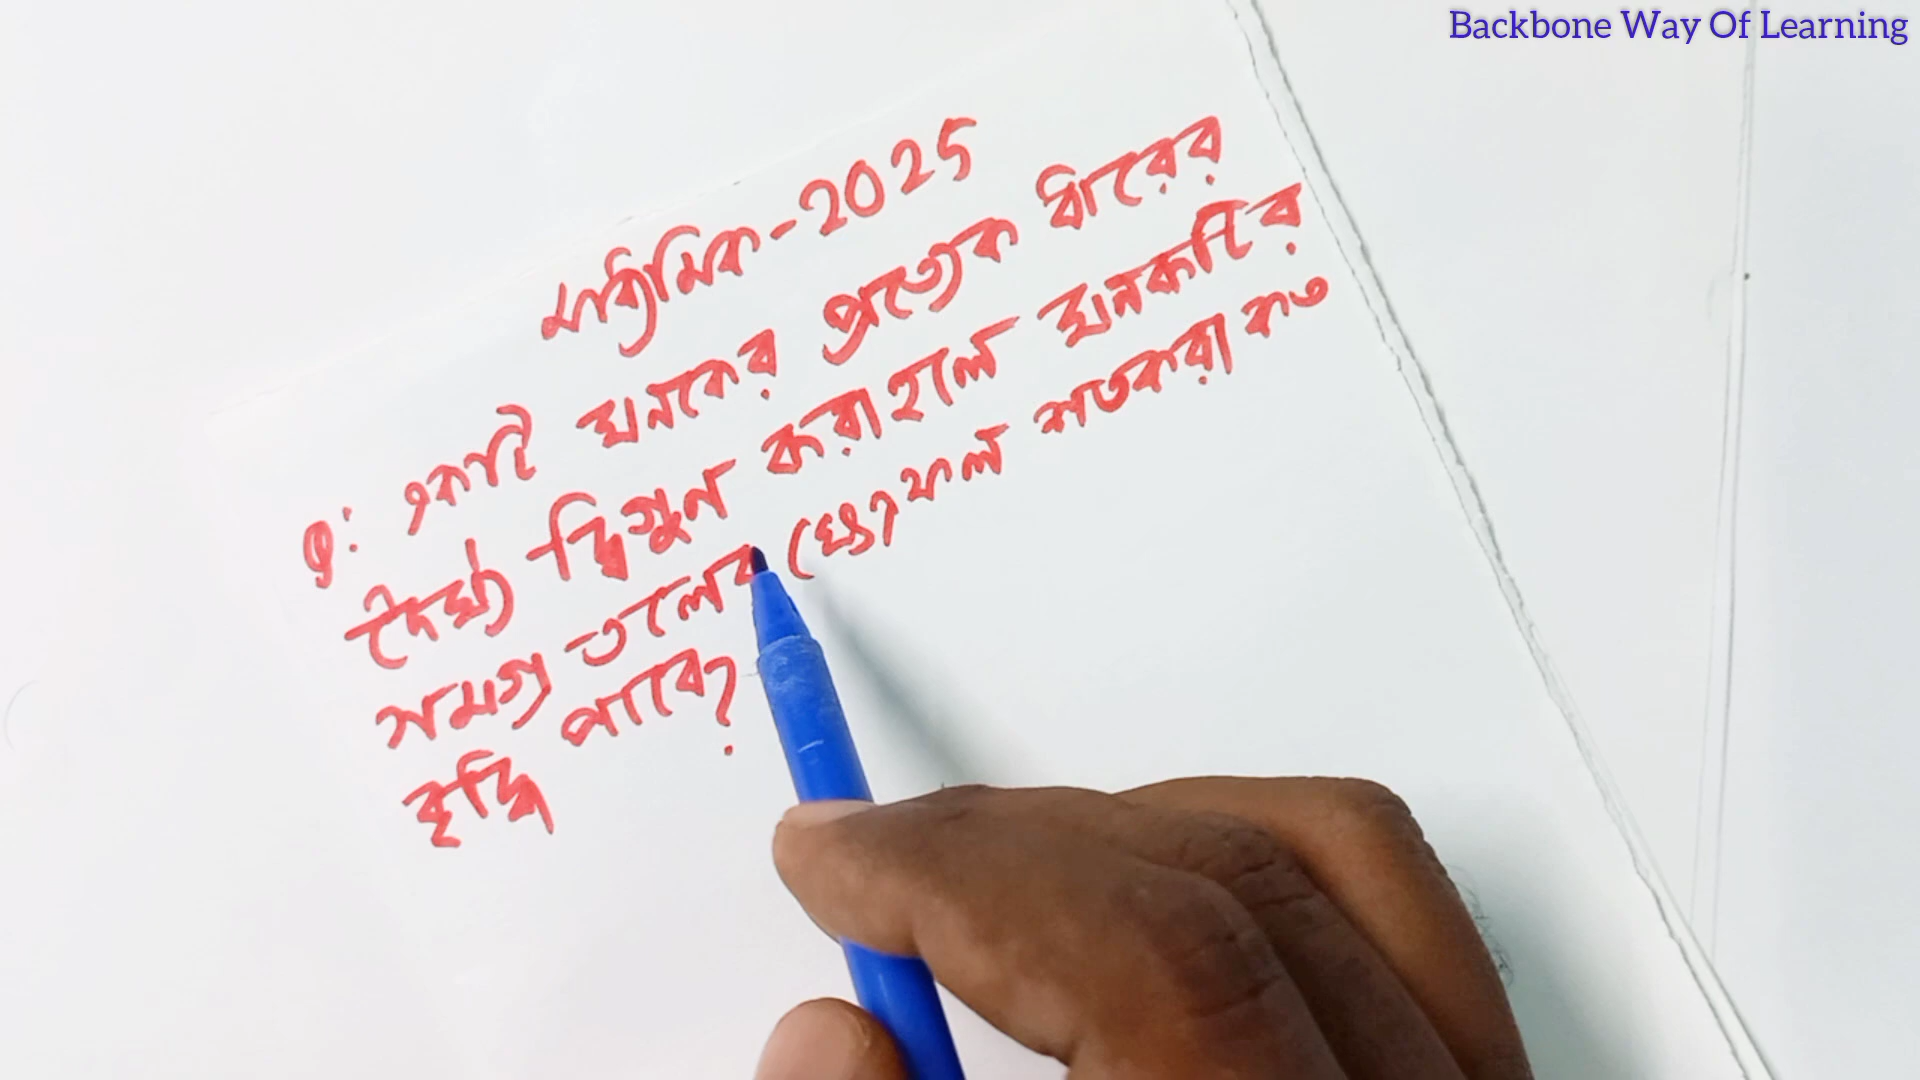 Backbone Way Of Learning
মাধ্যমিক-2025
Q: একটি ঘনকের প্রত্যেক ধারের
দৈর্ঘ্য দ্বিগুন করা হলে ঘনকটির
সমগ্র তলের ক্ষেত্রফল শতকরা কত
বৃদ্ধি পাবে?